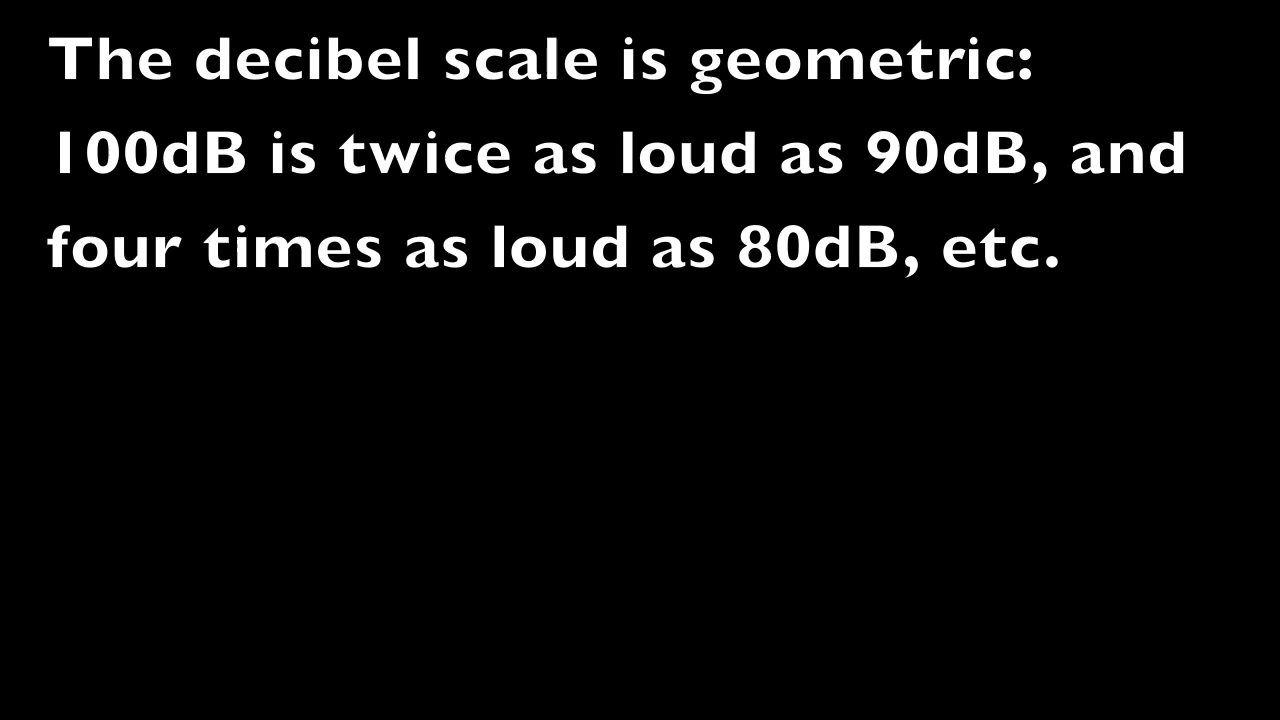 The decibel scale is geometric:
100dB is twice as loud as 90dB, and
four times as loud as 80dB, etc.